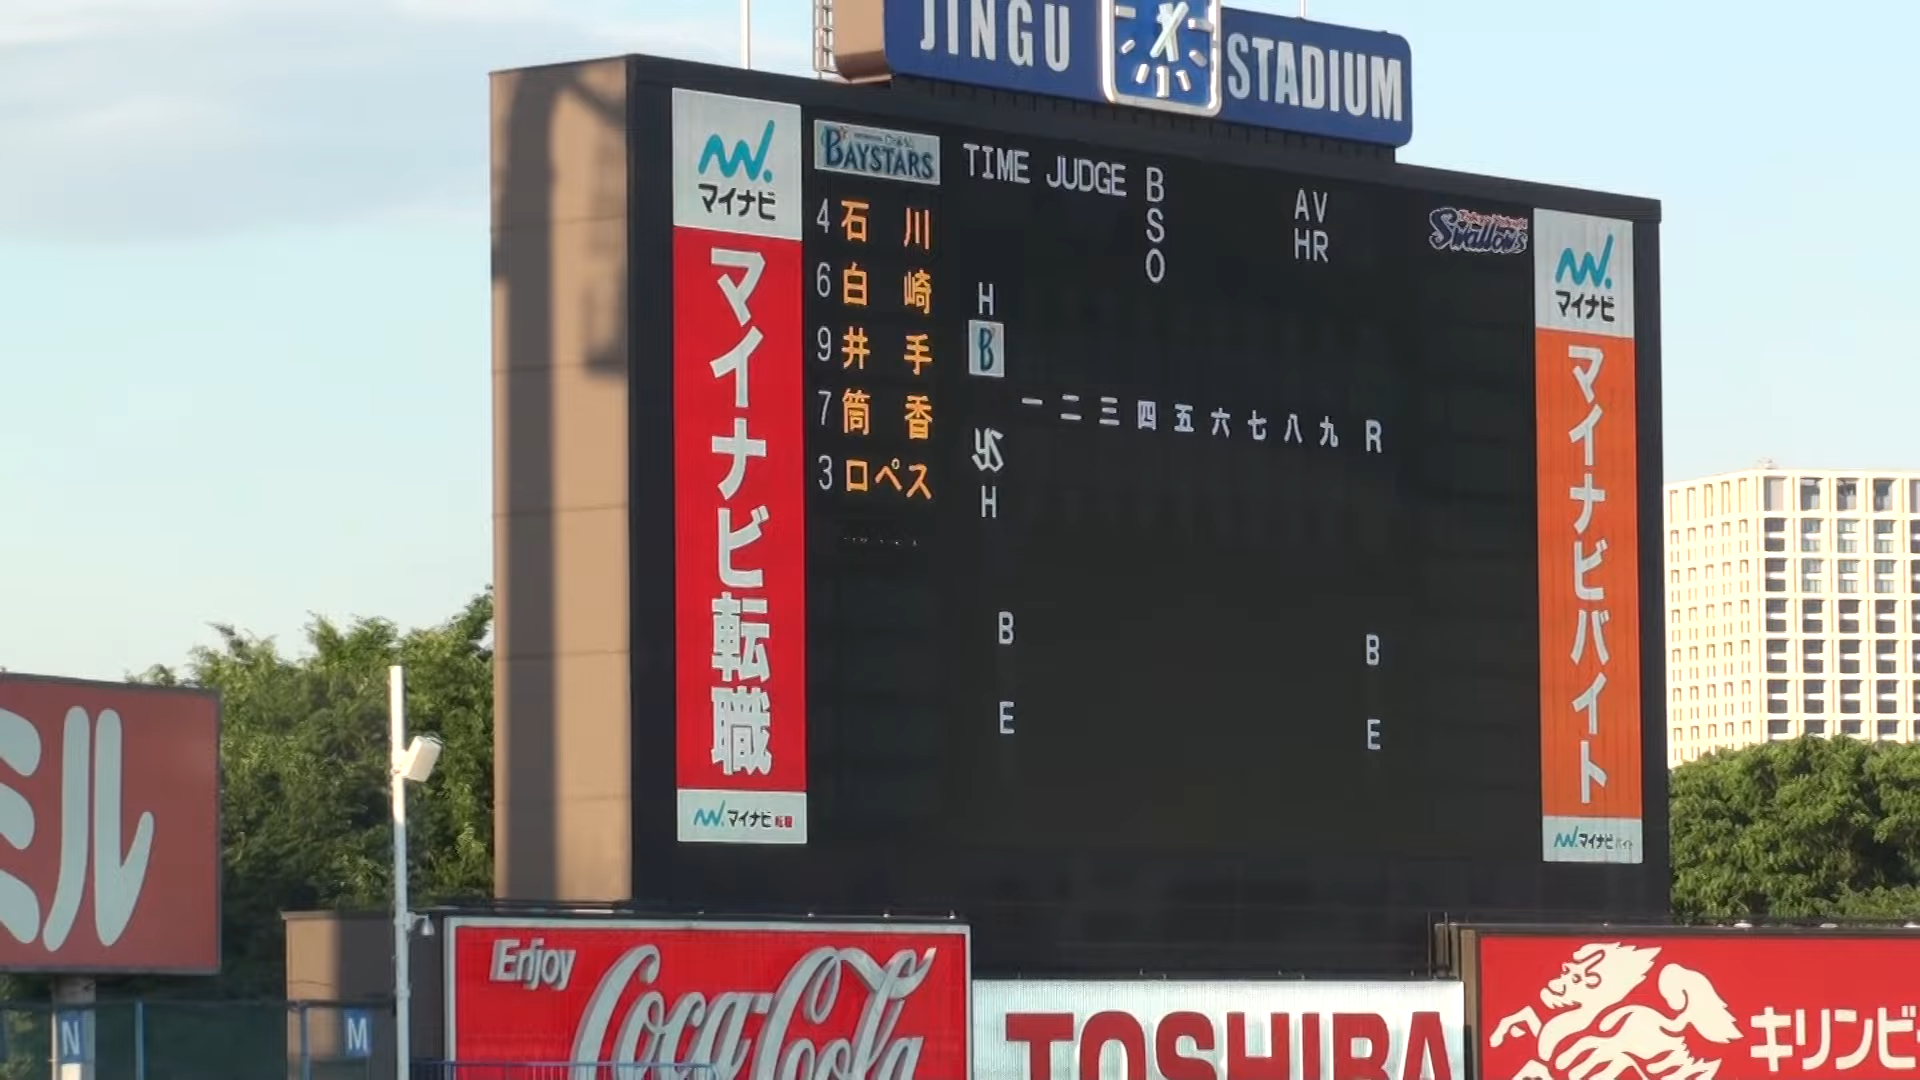 JINGU STADIUM
マイナビ
マイナビ転職
マイナビ転職
BAYSTARS
4 石川
6 白崎
9 井手
7 筒香
3 ロペス
TIME JUDGE
B
S
O
AV
HR
Swallows
H
B
一 二 三 四 五 六 七 八 九 R
YS
H
B
E
B
E
マイナビ
マイナビバイト
マイナビバイト
ミル
N
M
Enjoy
Coca-Cola
TOSHIBA
キリンビ